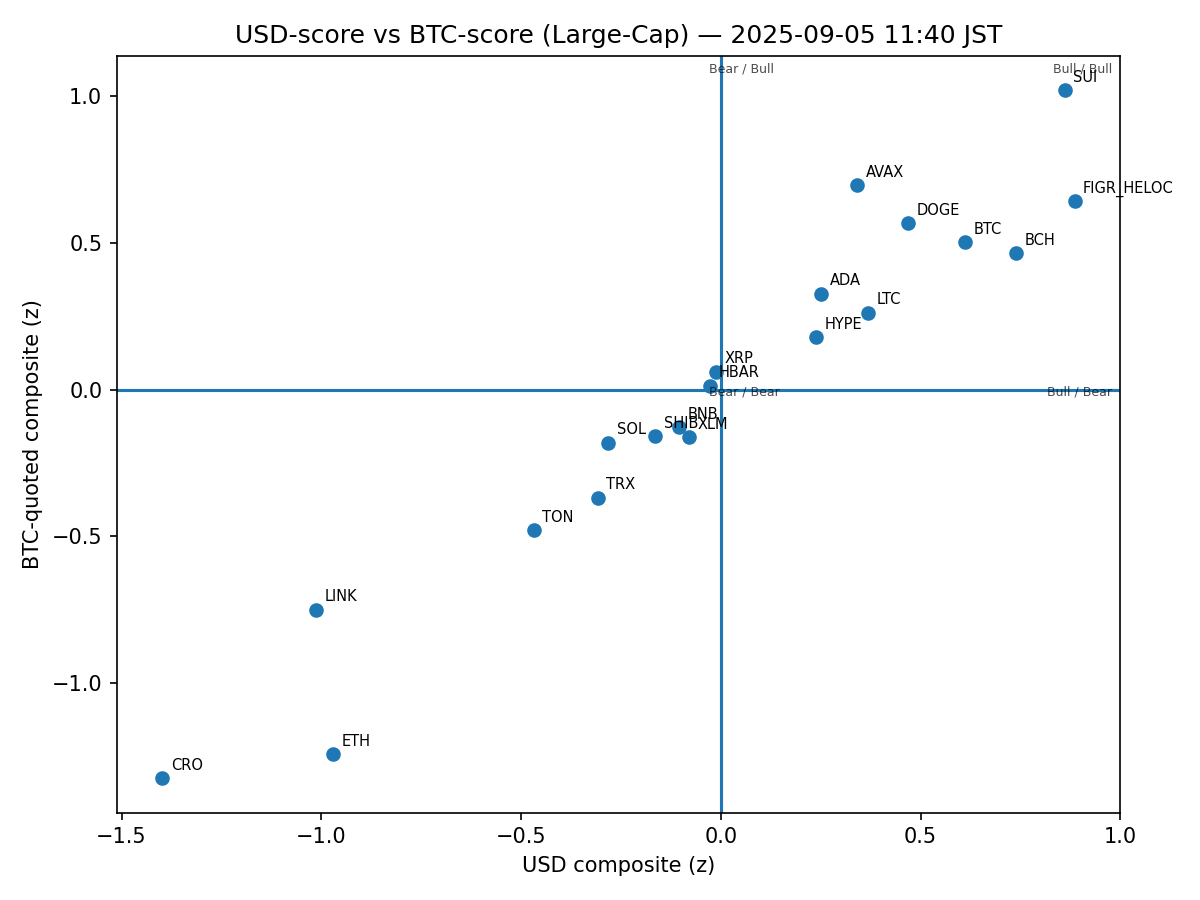 USD-score vs BTC-score (Large-Cap) — 2025-09-05 11:40 JST
Bear / Bull
Bull / Bull
SUI
AVAX
FIGR_HELOC
DOGE
BTC
BCH
ADA
LTC
HYPE
XRP
HBAR
Bear / Bear
Bull / Bear
BNB
SHIB
XLM
SOL
TRX
TON
LINK
ETH
CRO
1.0
0.5
0.0
−0.5
−1.0
BTC-quoted composite (z)
−1.5
−1.0
−0.5
0.0
0.5
1.0
USD composite (z)